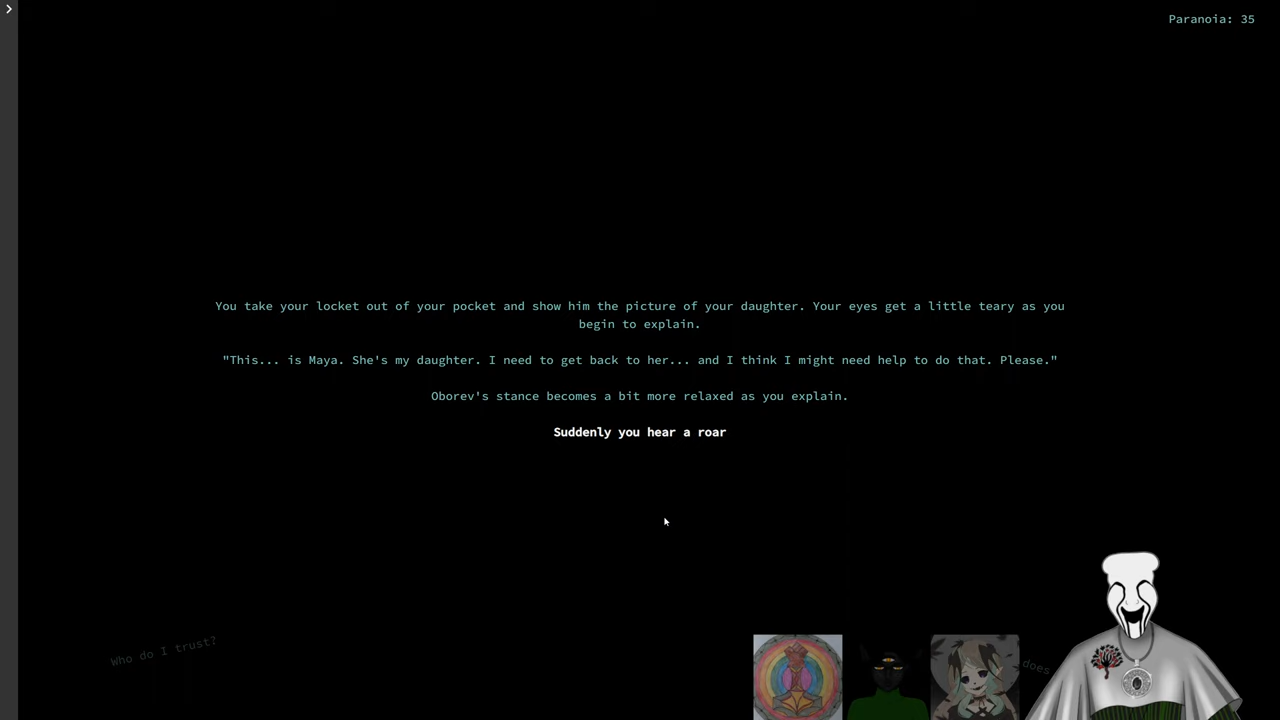 Paranoia: 35
You take your locket out of your pocket and show him the picture of your daughter. Your eyes get a little teary as you
begin to explain.
"This... is Maya. She's my daughter. I need to get back to her... and I think I might need help to do that. Please."
Oborev's stance becomes a bit more relaxed as you explain.
Suddenly you hear a roar
Who do I trust?
does